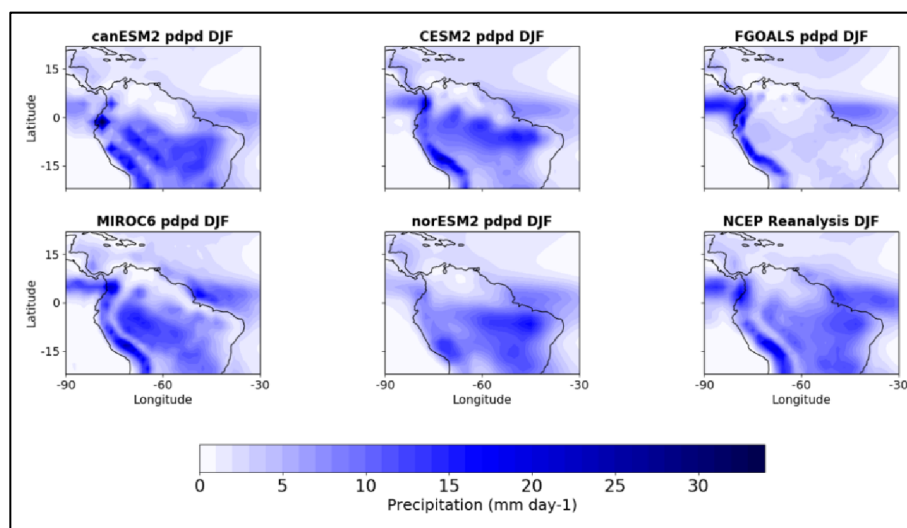 canESM2 pdpd DJF
CESM2 pdpd DJF
FGOALS pdpd DJF
15
0
-15
Latitude
MIROC6 pdpd DJF
norESM2 pdpd DJF
NCEP Reanalysis DJF
15
0
-15
Latitude
-90 -60 -30
-90 -60 -30
-90 -60 -30
Longitude
Longitude
Longitude
0 5 10 15 20 25 30
Precipitation (mm day-1)